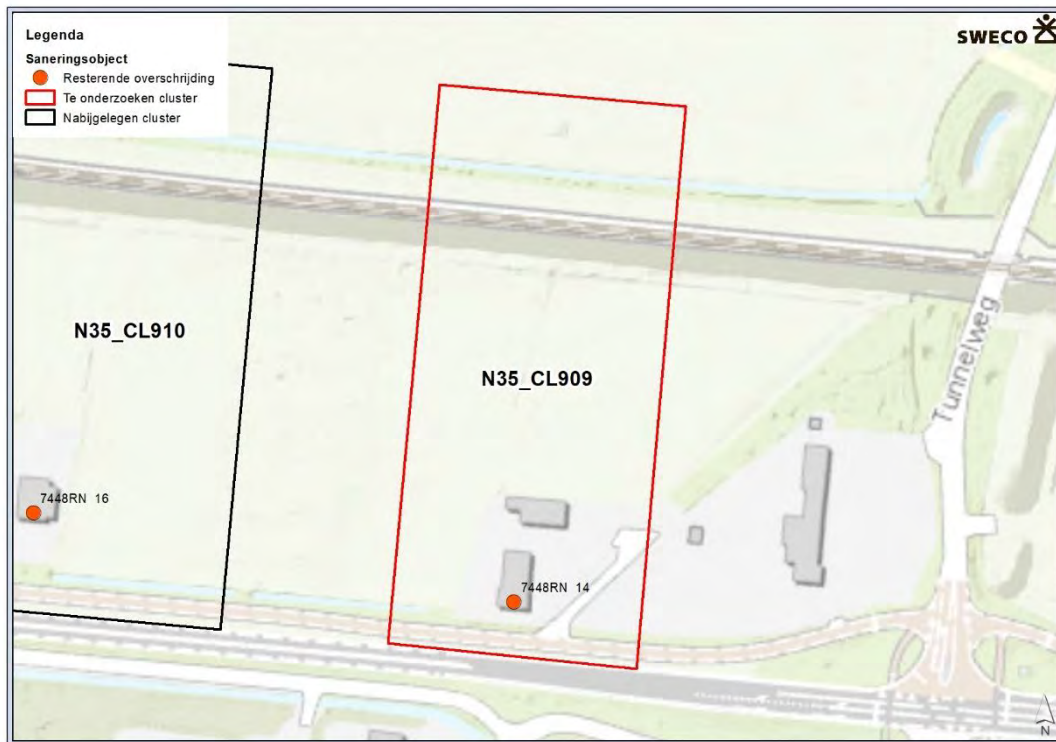 Legenda
Saneringsobject
Resterende overschrijding
Te onderzoeken cluster
Nabijgelegen cluster
SWECO
N35_CL910
N35_CL909
Tunnelweg
7448RN 16
7448RN 14
N